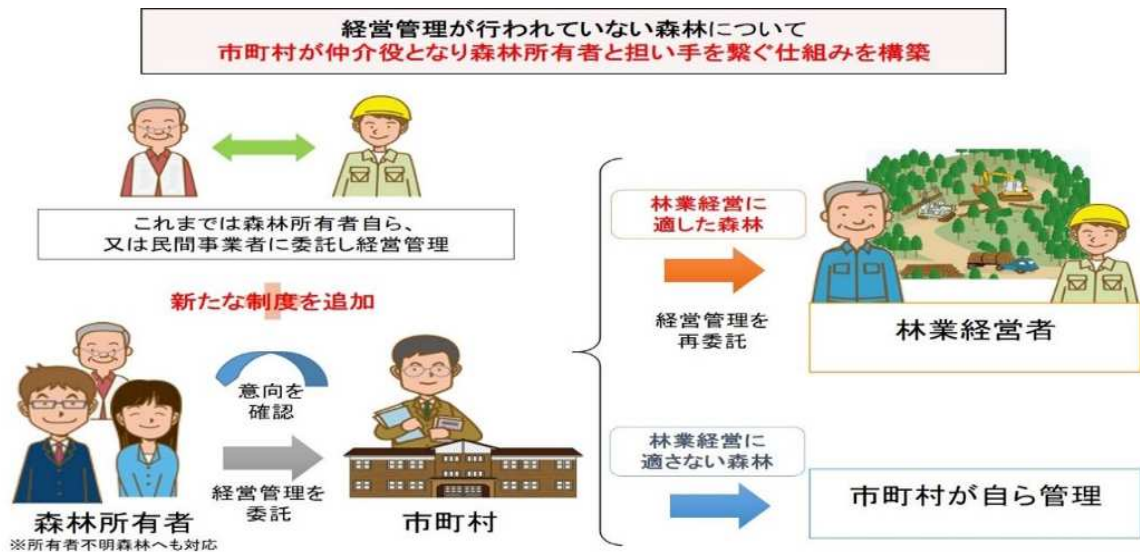 経営管理が行われていない森林について
市町村が仲介役となり森林所有者と担い手を繋ぐ仕組みを構築
これまでは森林所有者自ら、
又は民間事業者に委託し経営管理
新たな制度を追加
意向を
確認
経営管理を
委託
森林所有者
※所有者不明森林へも対応
市町村
林業経営に
適した森林
経営管理を
再委託
林業経営者
林業経営に
適さない森林
市町村が自ら管理